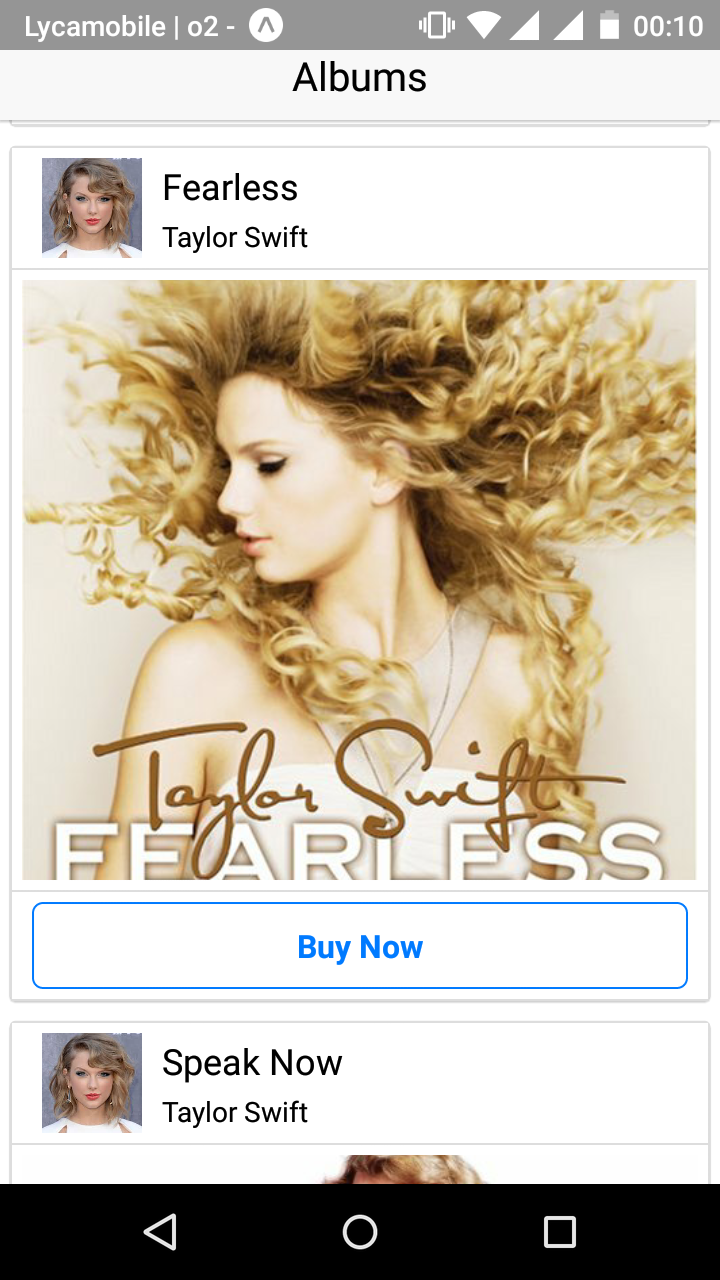 Lycamobile | o2 - 00:10
Albums
Fearless
Taylor Swift
Taylor Swift
FEARLESS
Buy Now
Speak Now
Taylor Swift